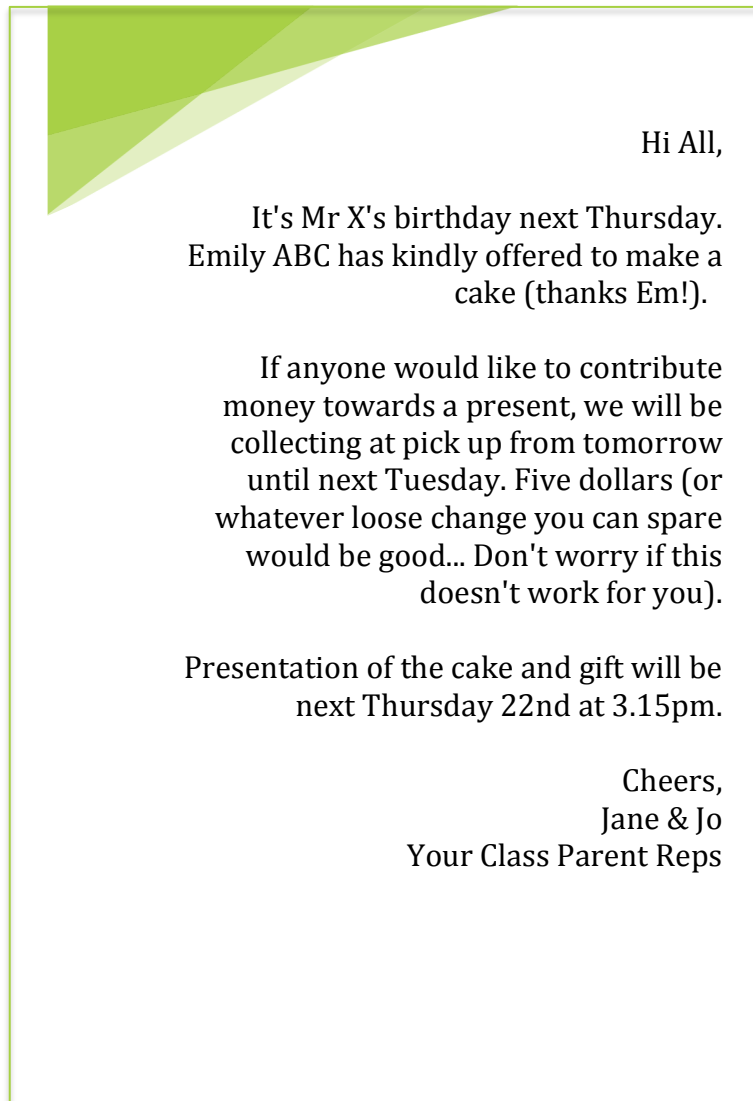 Hi All,
It's Mr X's birthday next Thursday.
Emily ABC has kindly offered to make a
cake (thanks Em!).
If anyone would like to contribute
money towards a present, we will be
collecting at pick up from tomorrow
until next Tuesday. Five dollars (or
whatever loose change you can spare
would be good... Don't worry if this
doesn't work for you).
Presentation of the cake and gift will be
next Thursday 22nd at 3.15pm.
Cheers,
Jane & Jo
Your Class Parent Reps